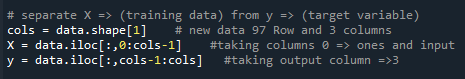 # separate X => (training data) from y => (target variable)
cols = data.shape[1]    # new data 97 Row and 3 columns
X = data.iloc[:,0:cols-1]    #taking columns 0 => ones and input
y = data.iloc[:,cols-1:cols]   #taking output column =>3